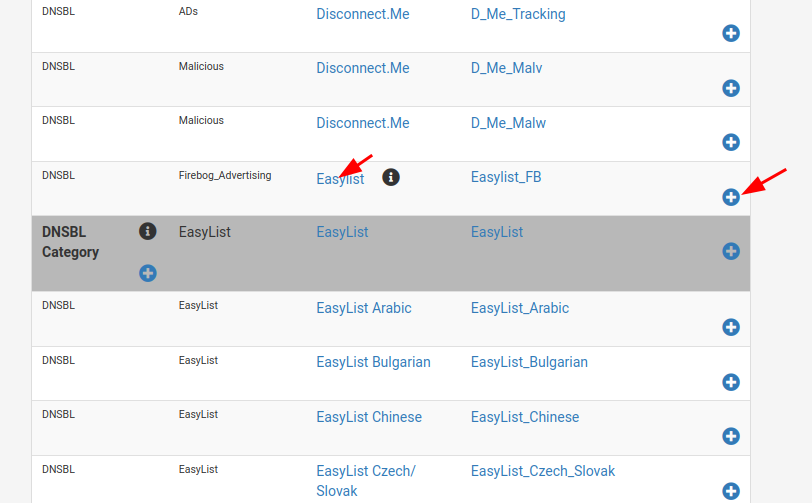 DNSBL ADs Disconnect.Me D_Me_Tracking
DNSBL Malicious Disconnect.Me D_Me_Malv
DNSBL Malicious Disconnect.Me D_Me_Malw
DNSBL Firebog_Advertising Easylist Easylist_FB
DNSBL EasyList EasyList EasyList
Category
DNSBL EasyList EasyList Arabic EasyList_Arabic
DNSBL EasyList EasyList Bulgarian EasyList_Bulgarian
DNSBL EasyList EasyList Chinese EasyList_Chinese
DNSBL EasyList EasyList Czech/ EasyList_Czech_Slovak
Slovak